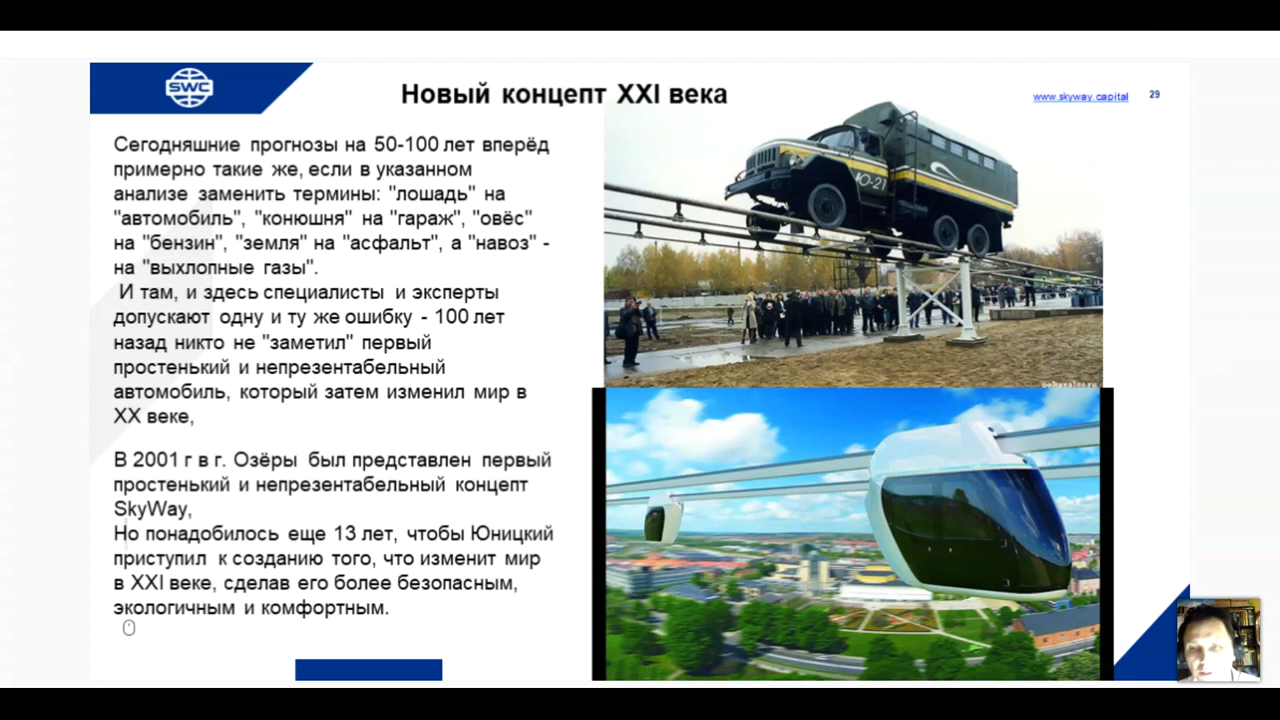 SWC
Новый концепт XXI века
www.skyway.capital
29
Сегодняшние прогнозы на 50-100 лет вперёд
примерно такие же, если в указанном
анализе заменить термины: "лошадь" на
"автомобиль", "конюшня" на "гараж", "овёс"
на "бензин", "земля" на "асфальт", а "навоз" -
на "выхлопные газы".
И там, и здесь специалисты и эксперты
допускают одну и ту же ошибку - 100 лет
назад никто не "заметил" первый
простенький и непрезентабельный
автомобиль, который затем изменил мир в
XX веке,
В 2001 г в г. Озёры был представлен первый
простенький и непрезентабельный концепт
SkyWay,
Но понадобилось еще 13 лет, чтобы Юницкий
приступил к созданию того, что изменит мир
в XXI веке, сделав его более безопасным,
экологичным и комфортным.
Ю-21